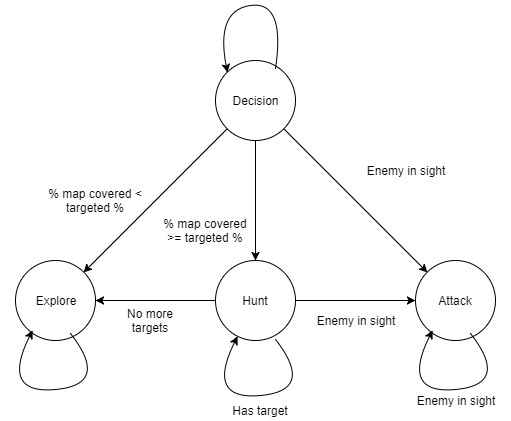 Decision
Enemy in sight
% map covered <
targeted %
% map covered
>= targeted %
Explore
Hunt
Attack
No more
targets
Enemy in sight
Has target
Enemy in sight